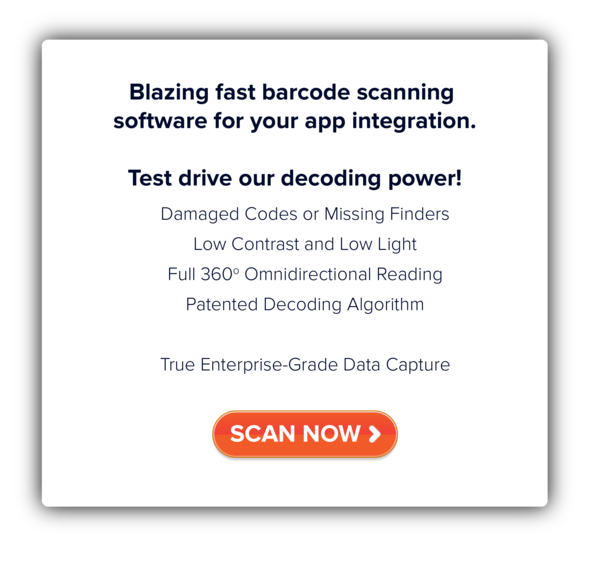 Blazing fast barcode scanning
software for your app integration.
Test drive our decoding power!
Damaged Codes or Missing Finders
Low Contrast and Low Light
Full 360º Omnidirectional Reading
Patented Decoding Algorithm
True Enterprise-Grade Data Capture
SCAN NOW